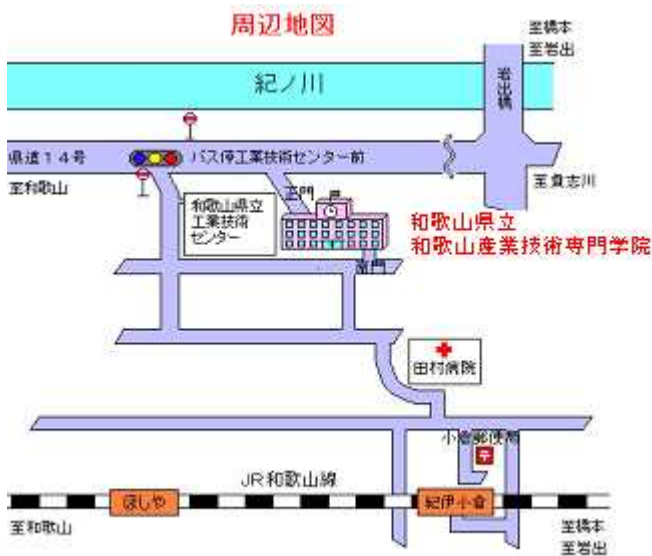 周辺地図
至橋本
至岩出
岩出橋
紀ノ川
県道14号
バス停工業技術センター前
至和歌山
至貴志川
正門
和歌山県立
工業技術
センター
和歌山県立
和歌山産業技術専門学院
南門
田村病院
小倉郵便局
〒
JR和歌山線
ほしや
紀伊小倉
至和歌山
至橋本
至岩出